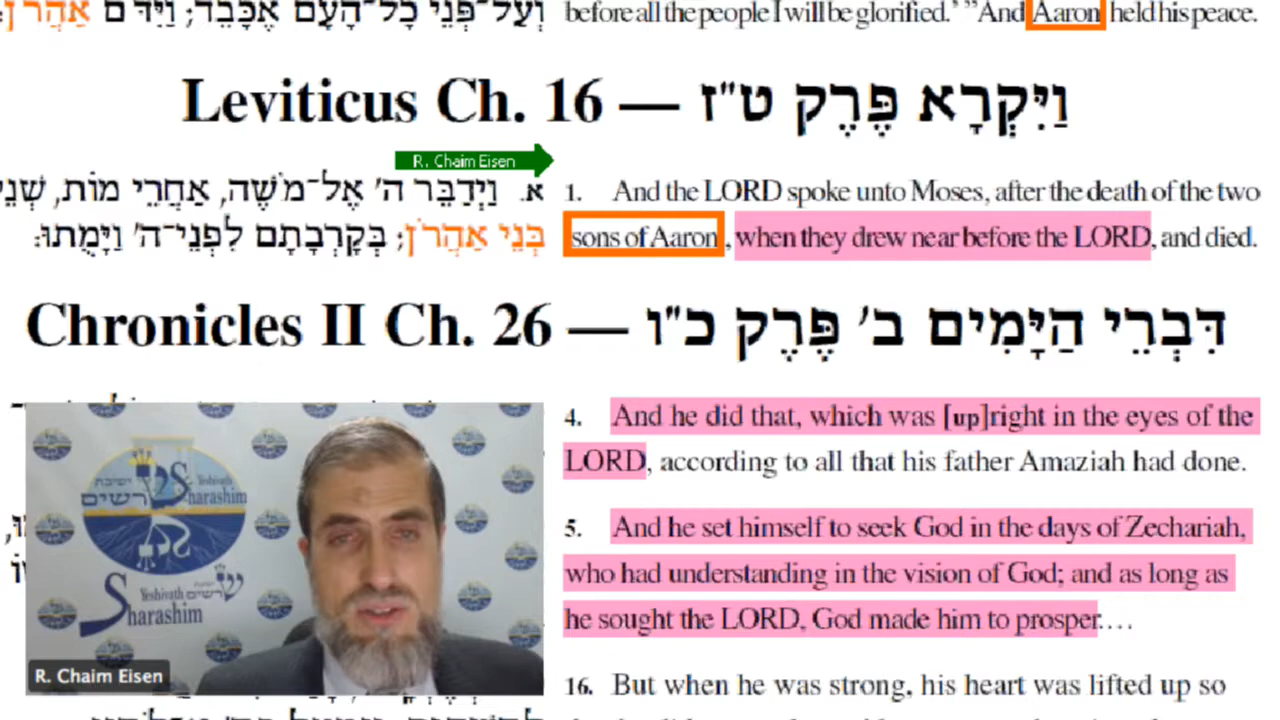 וְעַל־פְּנֵי כָל־הָעָם אֶכָּבֵד; וַיִּדֹּם אַהֲרֹן
before all the people I will be glorified.’ ” And Aaron held his peace.
Leviticus Ch. 16 — וַיִּקְרָא פֶּרֶק ט"ז
R. Chaim Eisen
א. וַיְדַבֵּר ה' אֶל־מֹשֶׁה, אַחֲרֵי מוֹת, שְׁנֵי
בְּנֵי אַהֲרֹן; בְּקָרְבָתָם לִפְנֵי־ה' וַיָּמֻתוּ:
1. And the LORD spoke unto Moses, after the death of the two
sons of Aaron, when they drew near before the LORD, and died.
Chronicles II Ch. 26 — דִּבְרֵי הַיָּמִים ב' פֶּרֶק כ"ו
4. And he did that, which was [up]right in the eyes of the
LORD, according to all that his father Amaziah had done.
5. And he set himself to seek God in the days of Zechariah,
who had understanding in the vision of God; and as long as
he sought the LORD, God made him to prosper.…
16. But when he was strong, his heart was lifted up so
ישיבת
שרשים
Sharashim
Yeshivath ישיבת שרשים
Sharashim
R. Chaim Eisen